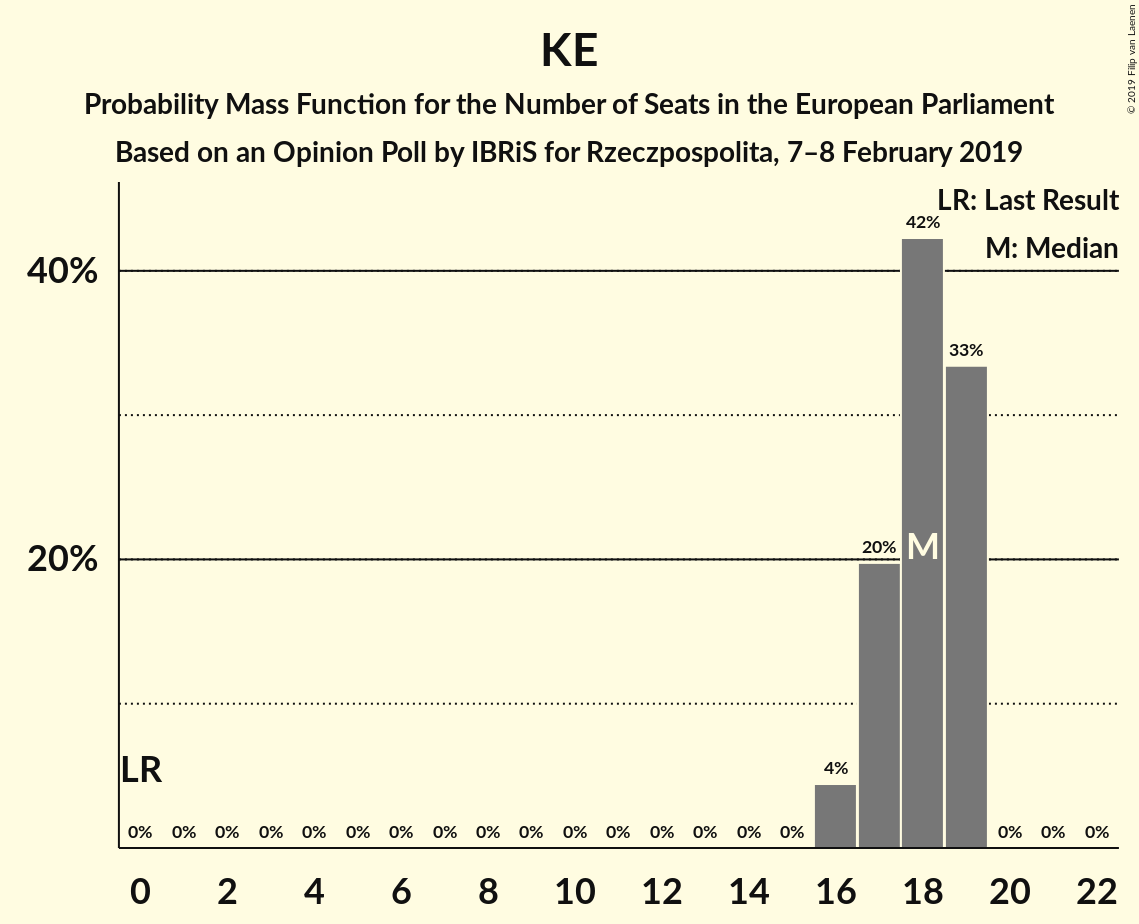 KE
Probability Mass Function for the Number of Seats in the European Parliament
Based on an Opinion Poll by IBRiS for Rzeczpospolita, 7–8 February 2019
© 2019 Filip van Laenen
LR: Last Result
M: Median
42%
40%
33%
20%
M
20%
LR
4%
0% 0% 0% 0% 0% 0% 0% 0% 0% 0% 0% 0% 0% 0% 0% 0% 0% 0% 0%
0 2 4 6 8 10 12 14 16 18 20 22